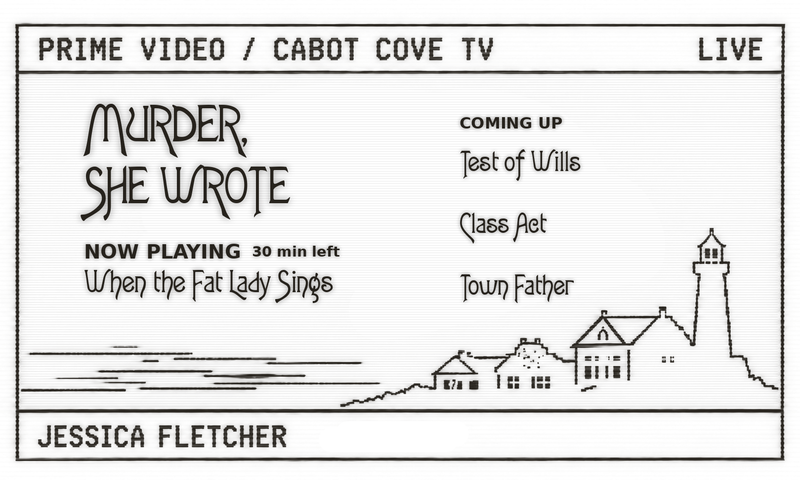 PRIME VIDEO / CABOT COVE TV
LIVE
MURDER,
SHE WROTE
NOW PLAYING 30 min left
When the Fat Lady Sings
COMING UP
Test of Wills
Class Act
Town Father
JESSICA FLETCHER